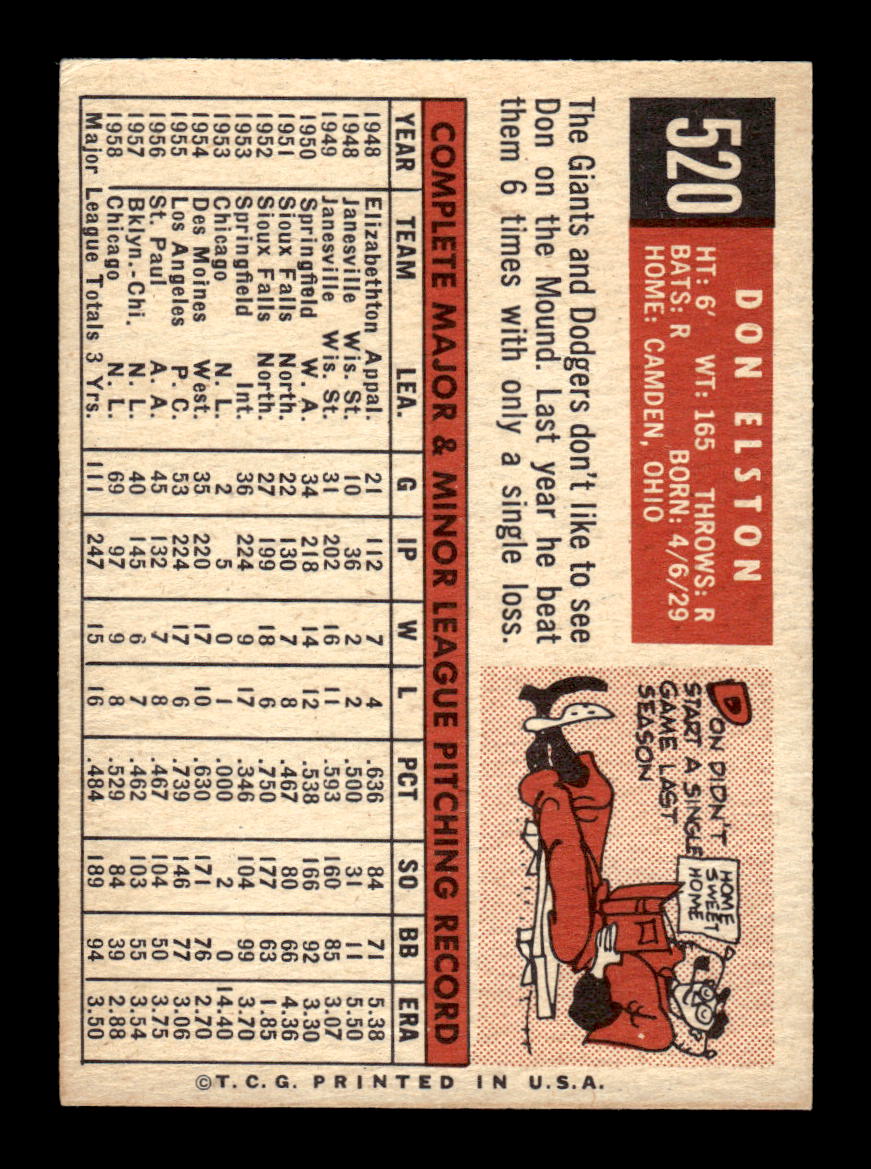 520
DON ELSTON
HT: 6' WT: 165 THROWS: R
BATS: R BORN: 4/6/29
HOME: CAMDEN, OHIO
The Giants and Dodgers don't like to see
Don on the Mound. Last year he beat
them 6 times with only a single loss.
DON DIDN'T
START A SINGLE
GAME LAST
SEASON
HOME
SWEET
HOME
COMPLETE MAJOR & MINOR LEAGUE PITCHING RECORD
YEAR TEAM LEA. G IP W L PCT SO BB ERA
1948 Elizabethton Appal. 21 112 7 4 .636 84 71 5.38
1948 Janesville Wis. St. 10 36 2 2 .500 31 11 5.50
1949 Janesville Wis. St. 31 202 16 11 .593 160 85 3.07
1950 Springfield W. A. 34 218 14 12 .538 166 92 3.30
1951 Sioux Falls North. 22 130 7 8 .467 80 66 4.36
1952 Sioux Falls North. 27 199 18 6 .750 177 63 1.85
1953 Springfield Int. 36 224 9 17 .346 104 99 3.70
1953 Chicago N. L. 2 5 0 1 .000 2 0 14.40
1954 Des Moines West. 35 220 17 10 .630 171 76 2.70
1955 Los Angeles P. C. 53 224 17 6 .739 146 77 3.06
1956 St. Paul A. A. 45 132 7 8 .467 104 50 3.75
1957 Bklyn.-Chi. N. L. 40 145 6 7 .462 103 55 3.54
1958 Chicago N. L. 69 97 9 8 .529 84 39 2.88
Major League Totals 3 Yrs. 111 247 15 16 .484 189 94 3.50
©T.C.G. PRINTED IN U.S.A.